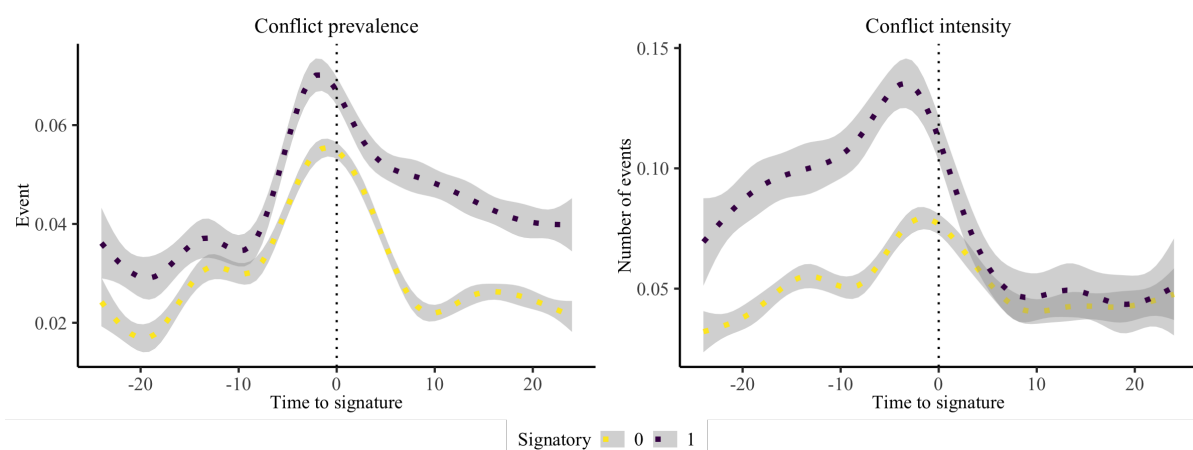 Conflict prevalence
Event
0.06
0.04
0.02
-20 -10 0 10 20
Time to signature
Conflict intensity
Number of events
0.15
0.10
0.05
-20 -10 0 10 20
Time to signature
Signatory 0 1